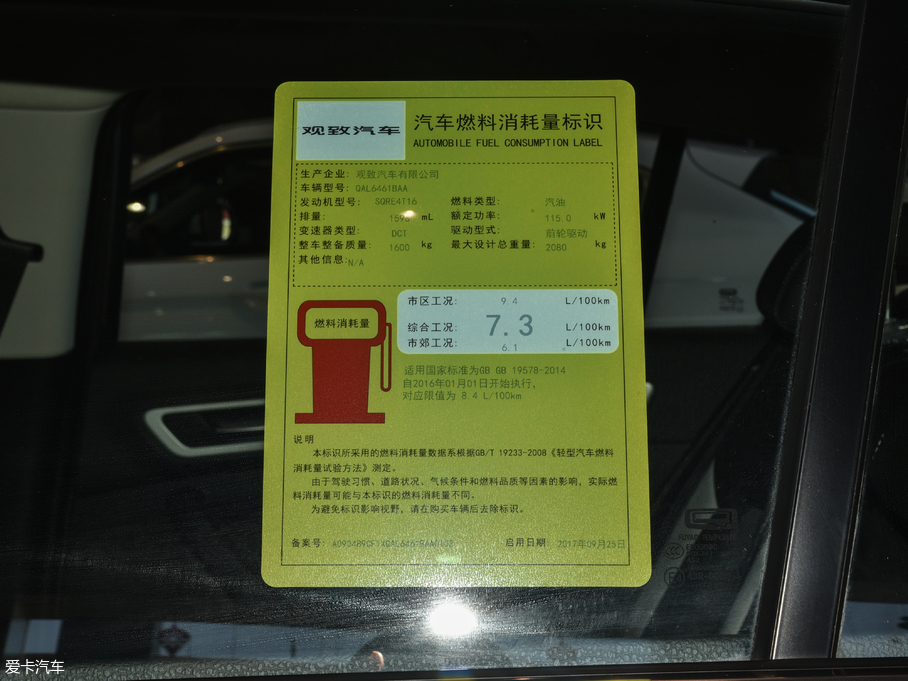 观致汽车
汽车燃料消耗量标识
AUTOMOBILE FUEL CONSUMPTION LABEL
生产企业: 观致汽车有限公司
车辆型号: QAL6461BAA
发动机型号: SQRE4T16 燃料类型: 汽油
排量: 1598 mL 额定功率: 115.0 kW
变速器类型: DCT 驱动型式: 前轮驱动
整车整备质量: 1600 kg 最大设计总重量: 2080 kg
其他信息: N/A
燃料消耗量
市区工况: 9.4 L/100km
综合工况: 7.3 L/100km
市郊工况: 6.1 L/100km
适用国家标准为GB GB 19578-2014
自2016年01月01日开始执行,
对应限值为 8.4 L/100km
说明
本标识所采用的燃料消耗量数据系根据GB/T 19233-2008《轻型汽车燃料
消耗量试验方法》测定。
由于驾驶习惯、道路状况、气候条件和燃料品质等因素的影响, 实际燃
料消耗量可能与本标识的燃料消耗量不同。
为避免标识影响视野, 请在购买车辆后去除标识。
备案号: 启用日期: 2017年09月25日
爱卡汽车